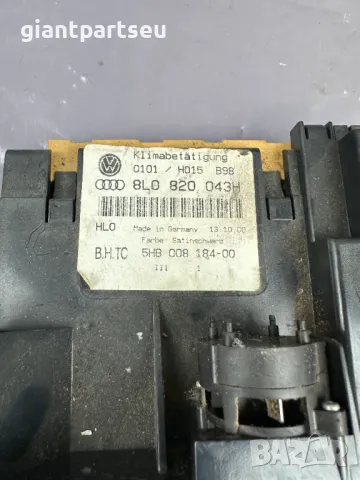 giantpartseu
Klimabetätigung
0101 / H015 B98
8L0 820 043H
HLO Made in Germany 13.10.00
Farbe: Satinschwarz
B.H.TC 5HB 008 184-00
111 1
BAZAR